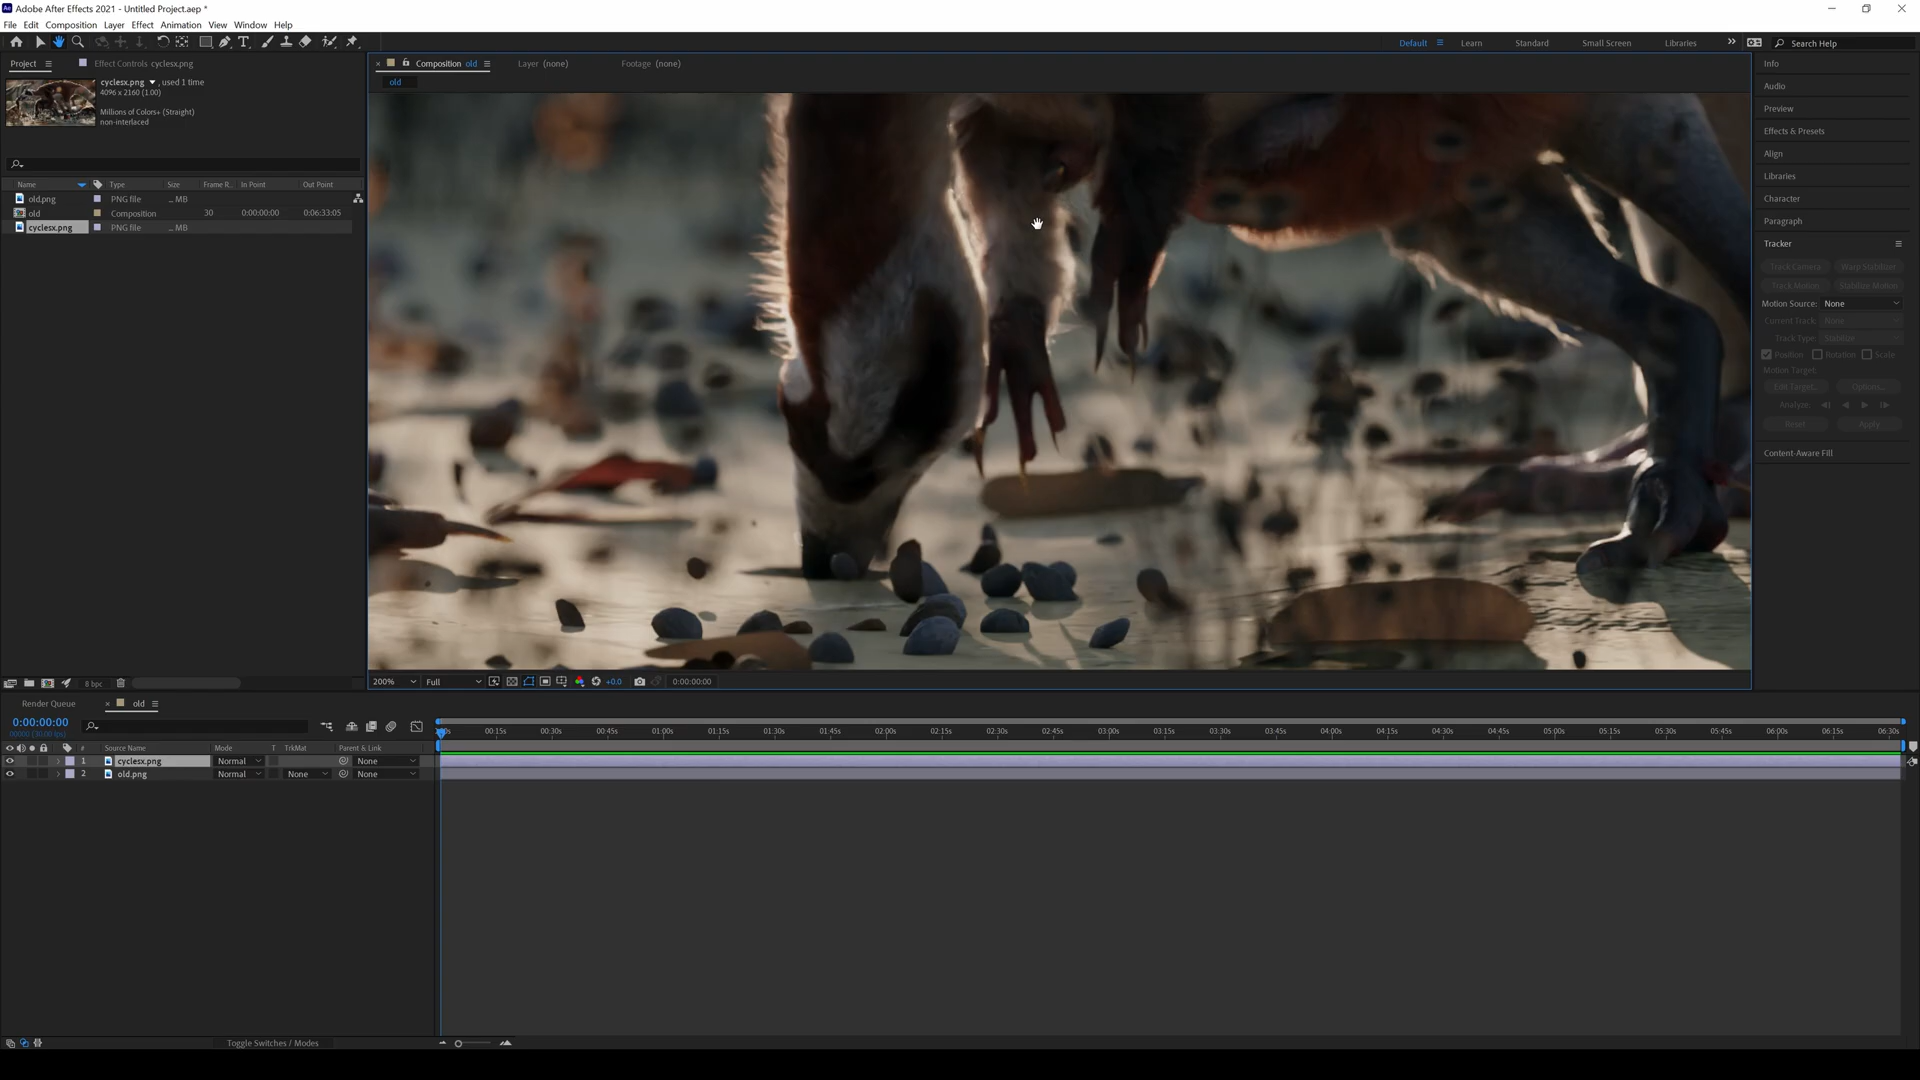 Adobe After Effects 2021 - Untitled Project.aep *
File Edit Composition Layer Effect Animation View Window Help
Default Learn Standard Small Screen Libraries Search Help
Project Effect Controls cyclesx.png
cyclesx.png ▼ , used 1 time
4096 x 2160 (1.00)
Millions of Colors+ (Straight)
non-interlaced
Name Type Size Frame R... In Point Out Point
old.png PNG file ... MB
old Composition 30 0:00:00:00 0:06:33:05
cyclesx.png PNG file ... MB
8 bpc
Composition old Layer (none) Footage (none)
old
200% Full +0.0 0:00:00:00
Info
Audio
Preview
Effects & Presets
Align
Libraries
Character
Paragraph
Tracker
Track Camera Warp Stabilizer
Track Motion Stabilize Motion
Motion Source: None
Current Track: None
Track Type: Stabilize
Position Rotation Scale
Motion Target:
Edit Target... Options...
Analyze:
Reset Apply
Content-Aware Fill
Render Queue old
0:00:00:00
00000 (30.00 fps)
# Source Name Mode T TrkMat Parent & Link
1 cyclesx.png Normal None
2 old.png Normal None None
00:15s 00:30s 00:45s 01:00s 01:15s 01:30s 01:45s 02:00s 02:15s 02:30s 02:45s 03:00s 03:15s 03:30s 03:45s 04:00s 04:15s 04:30s 04:45s 05:00s 05:15s 05:30s 05:45s 06:00s 06:15s 06:30s
Toggle Switches / Modes